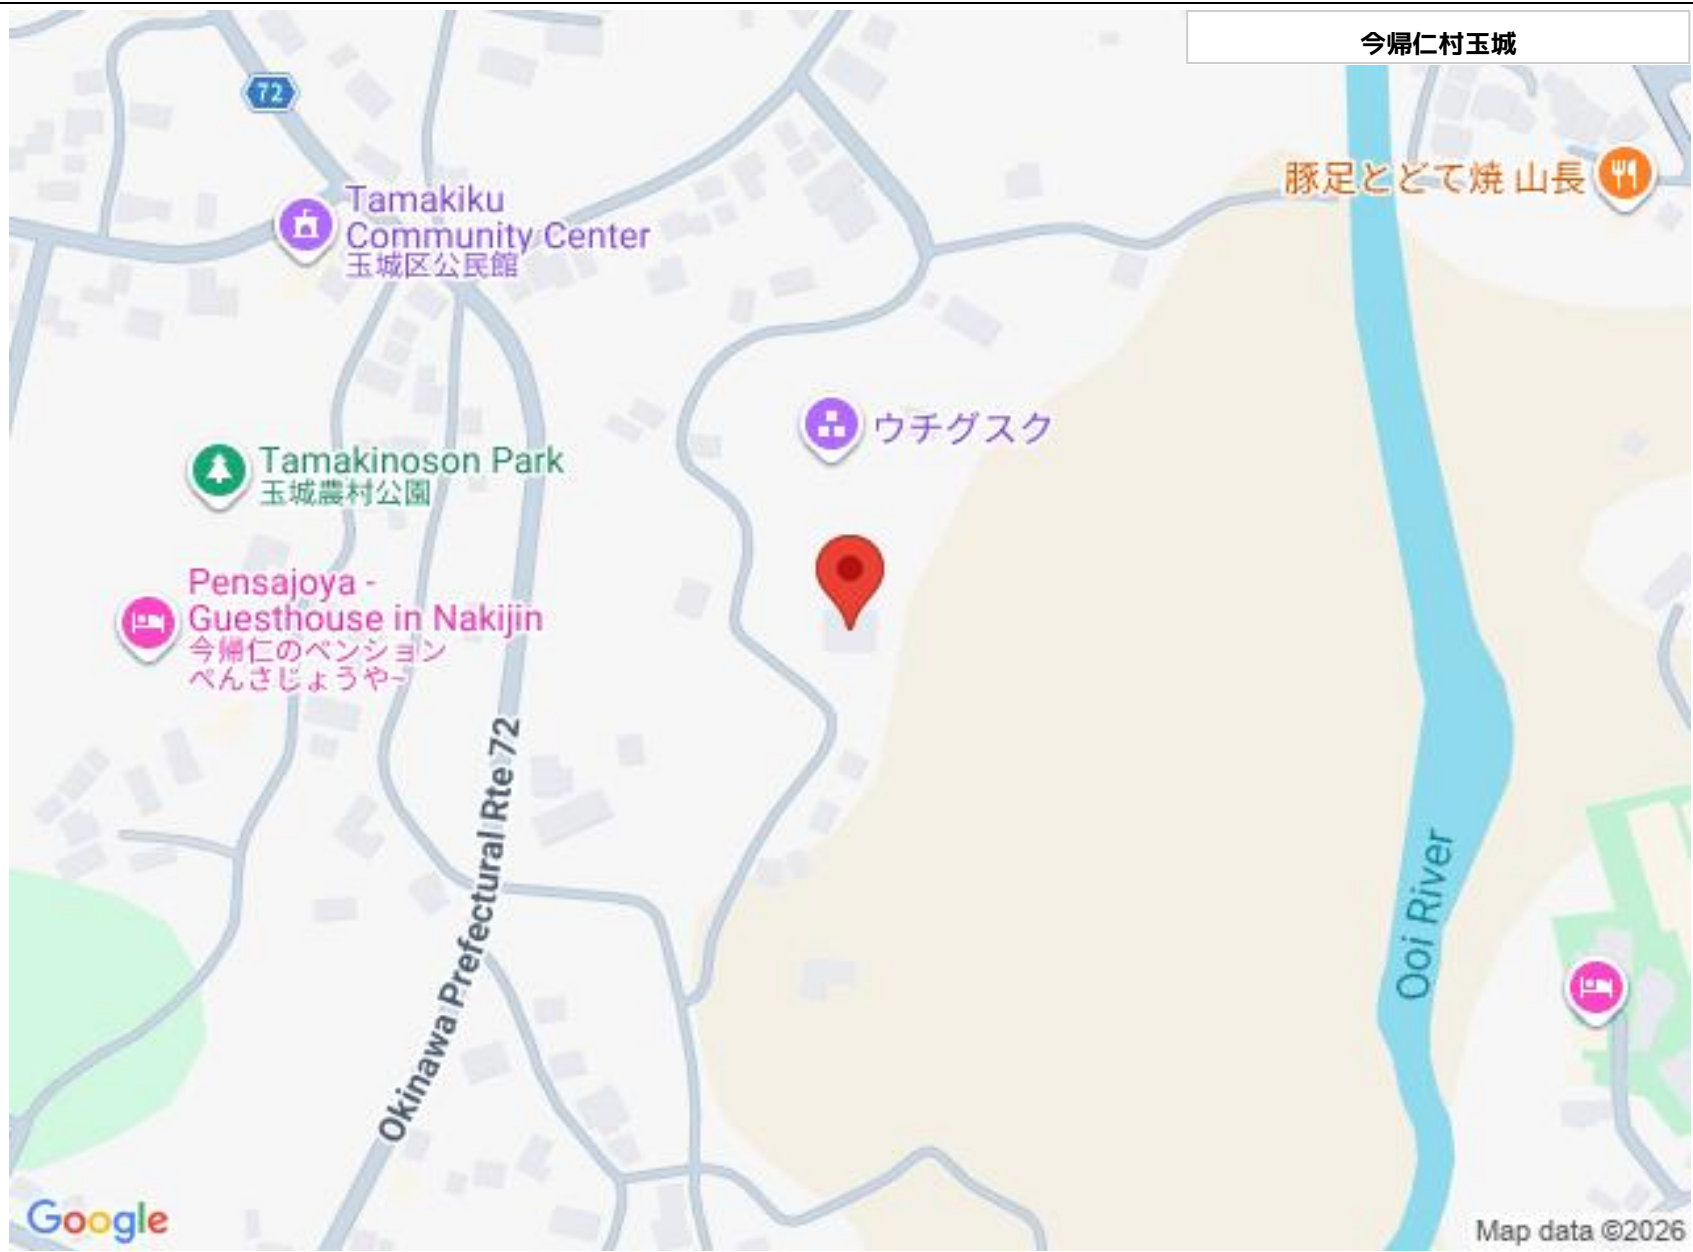 今帰仁村玉城
72
豚足とどて焼 山長
Tamakiku
Community Center
玉城区公民館
ウチグスク
Tamakinoson Park
玉城農村公園
Pensajoya -
Guesthouse in Nakijin
今帰仁のペンション
ぺんさじょうや~
Okinawa Prefectural Rte 72
Ooi River
Google
Map data ©2026